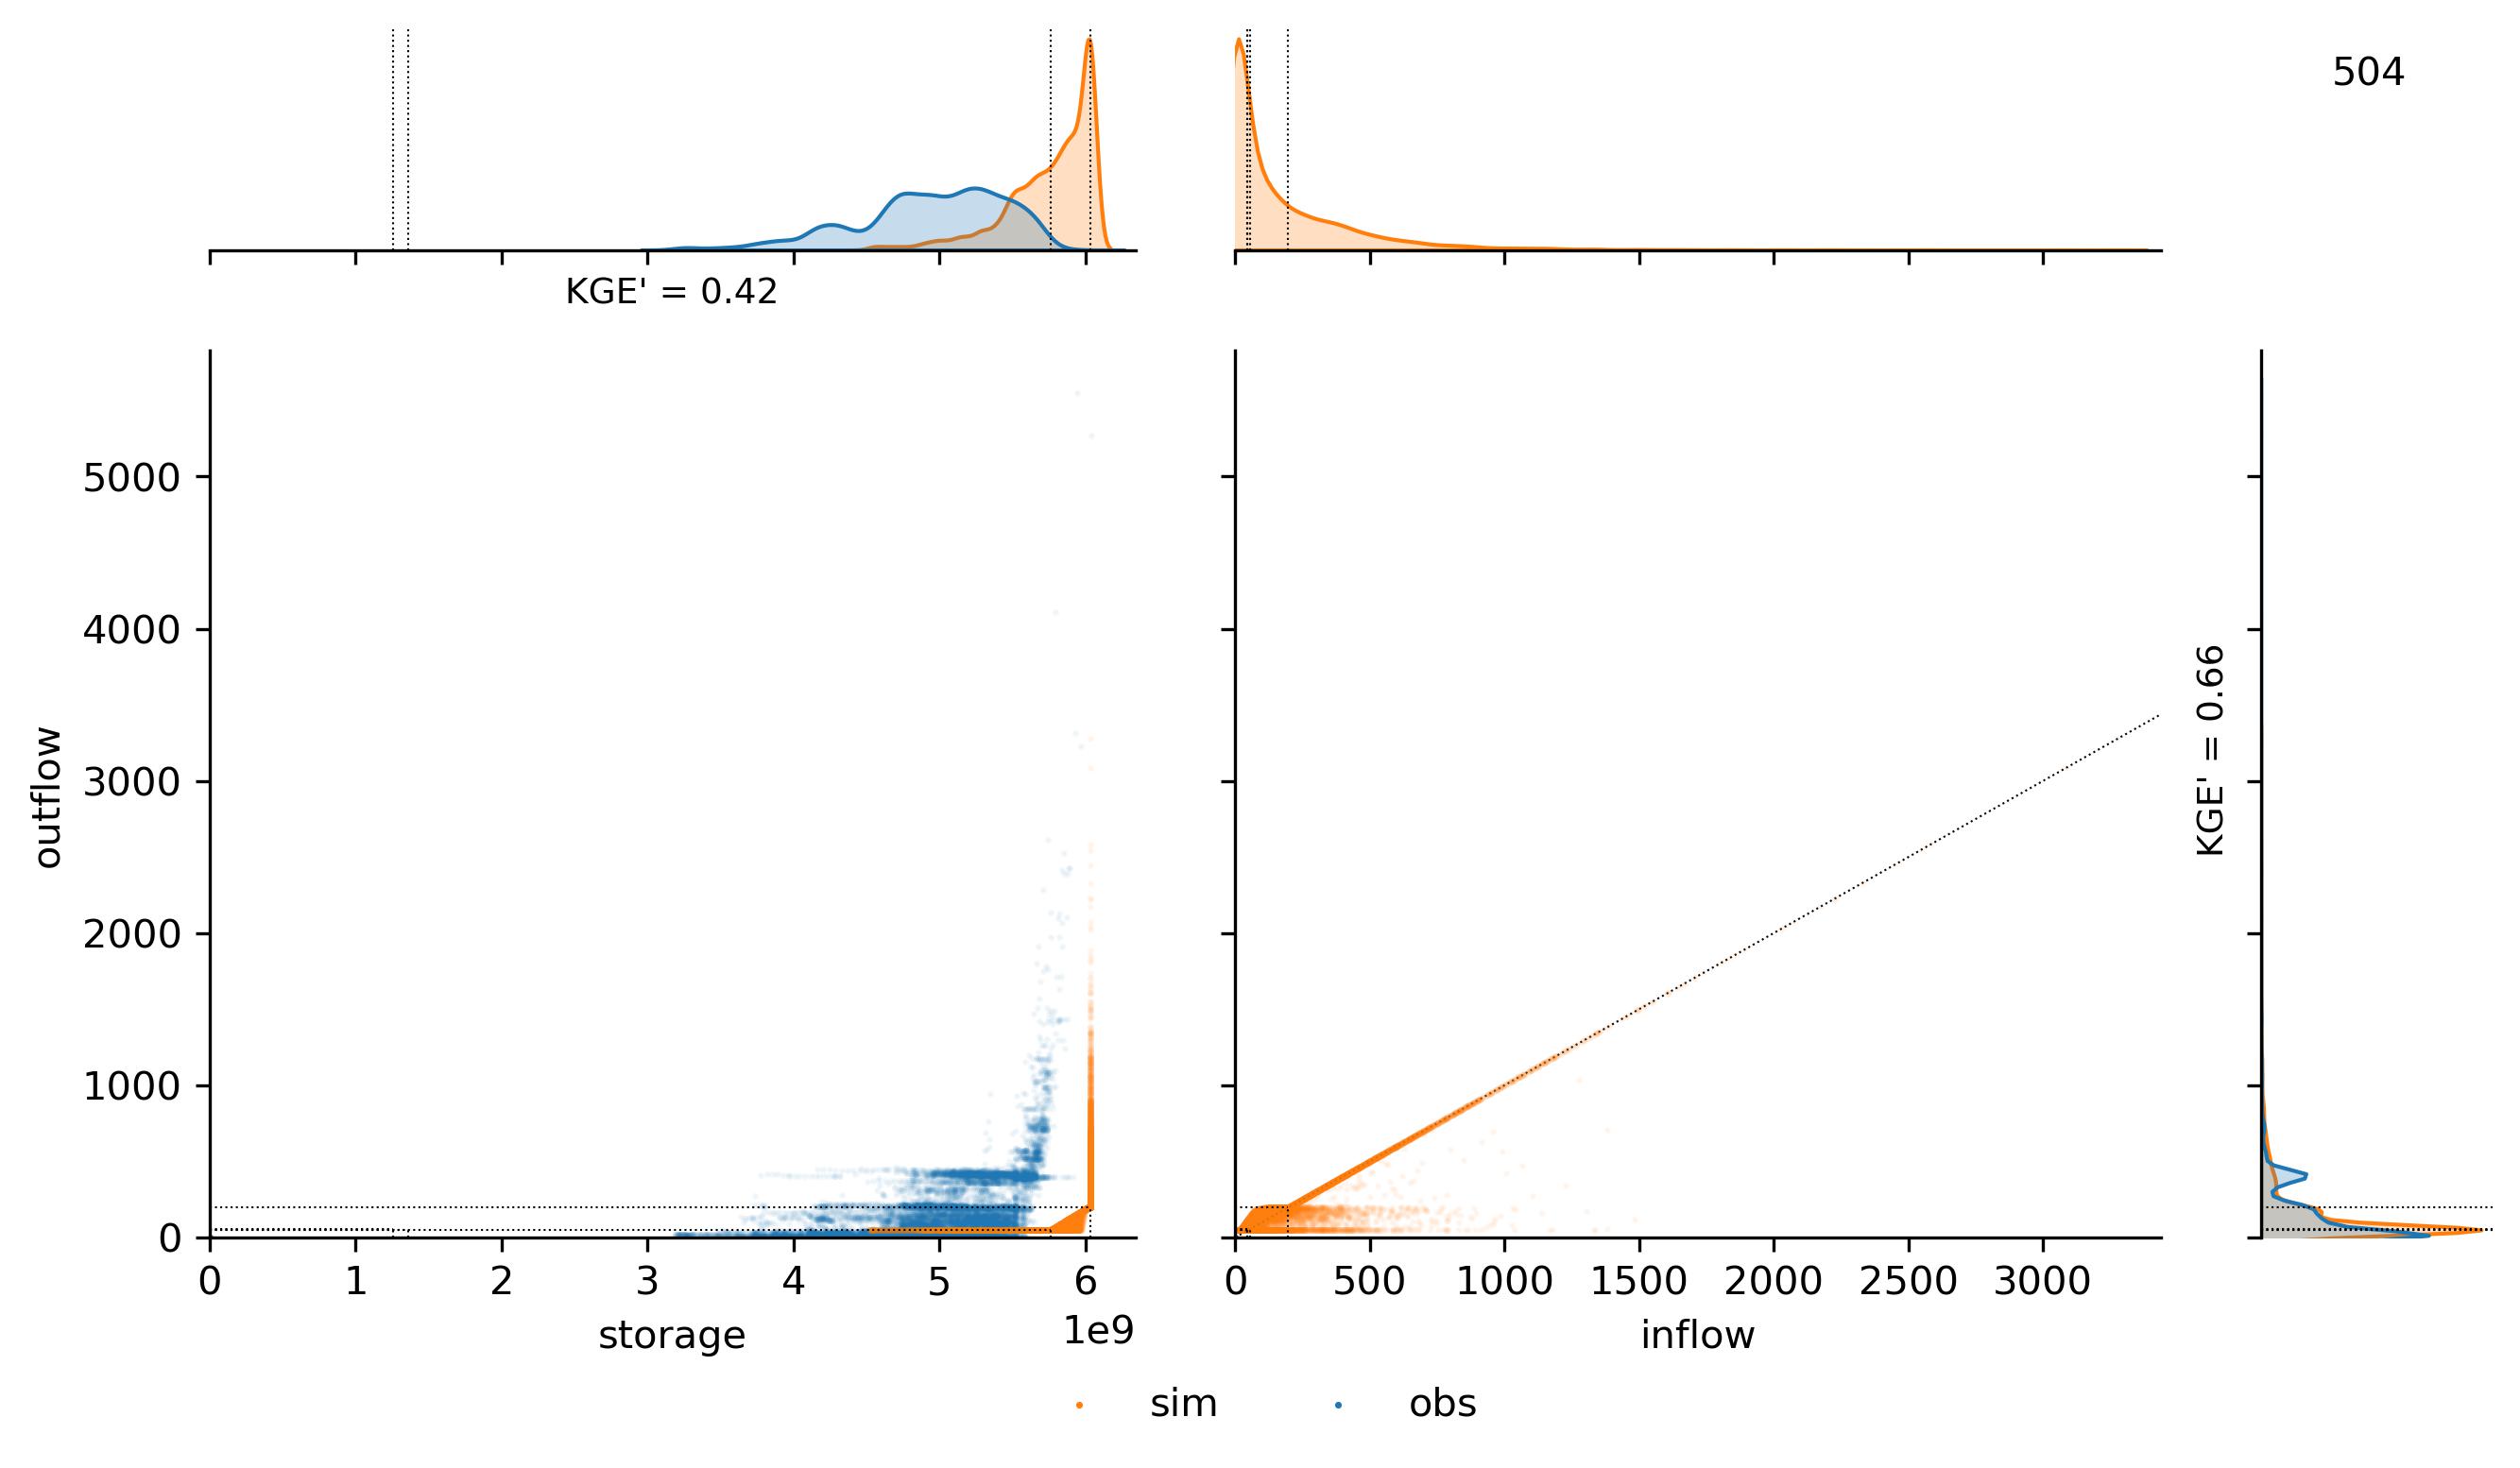 504
KGE' = 0.42
5000
4000
3000
2000
1000
0
outflow
KGE' = 0.66
0 1 2 3 4 5 6
1e9
storage
0 500 1000 1500 2000 2500 3000
inflow
sim obs